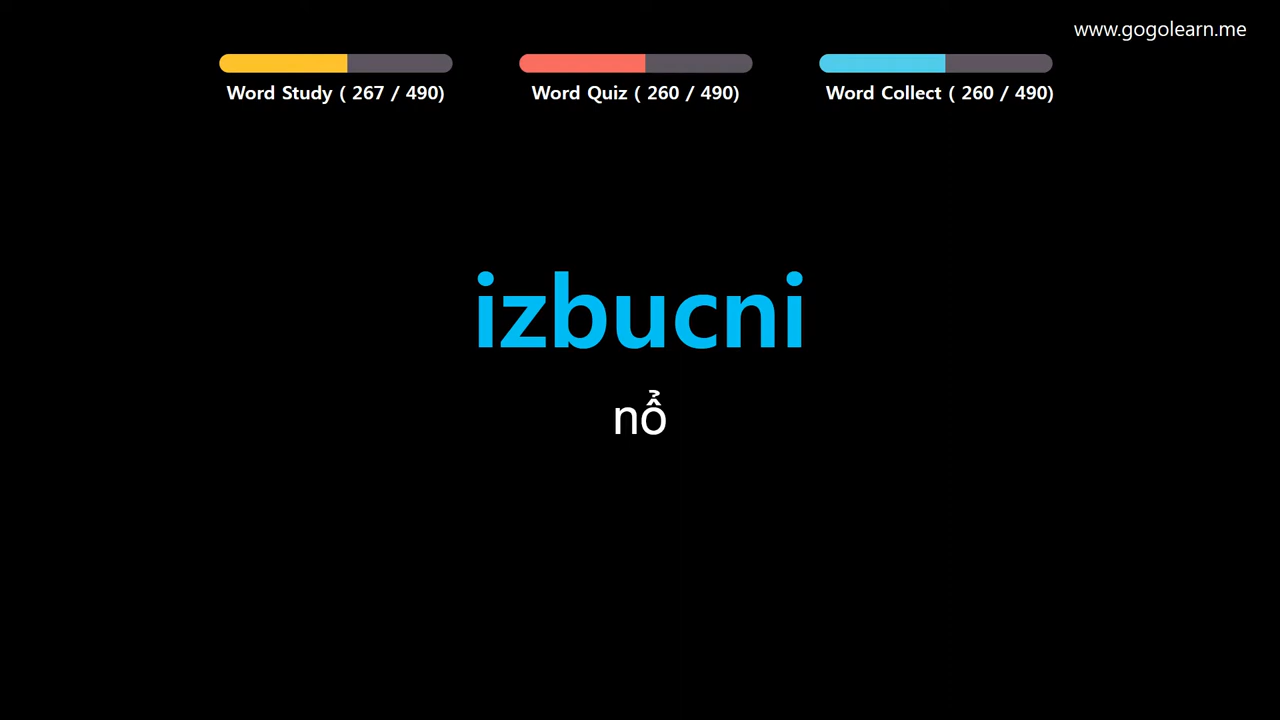 www.gogolearn.me
Word Study ( 267 / 490) Word Quiz ( 260 / 490) Word Collect ( 260 / 490)
izbucni
nổ